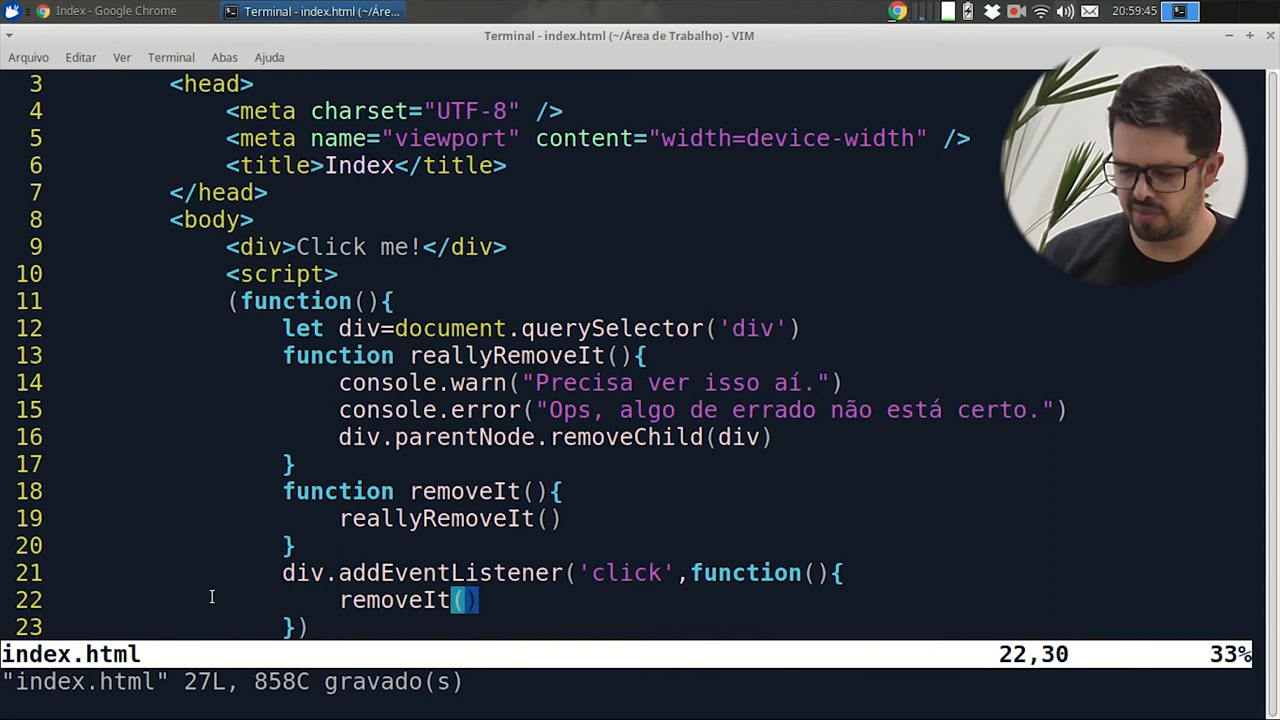 Index - Google Chrome
Terminal - index.html (~/Áre...
20:59:45
Terminal - index.html (~/Área de Trabalho) - VIM
Arquivo Editar Ver Terminal Abas Ajuda
3 <head>
4 <meta charset="UTF-8" />
5 <meta name="viewport" content="width=device-width" />
6 <title>Index</title>
7 </head>
8 <body>
9 <div>Click me!</div>
10 <script>
11 (function(){
12 let div=document.querySelector('div')
13 function reallyRemoveIt(){
14 console.warn("Precisa ver isso aí.")
15 console.error("Ops, algo de errado não está certo.")
16 div.parentNode.removeChild(div)
17 }
18 function removeIt(){
19 reallyRemoveIt()
20 }
21 div.addEventListener('click',function(){
22 removeIt()
23 })
index.html 22,30 33%
"index.html" 27L, 858C gravado(s)